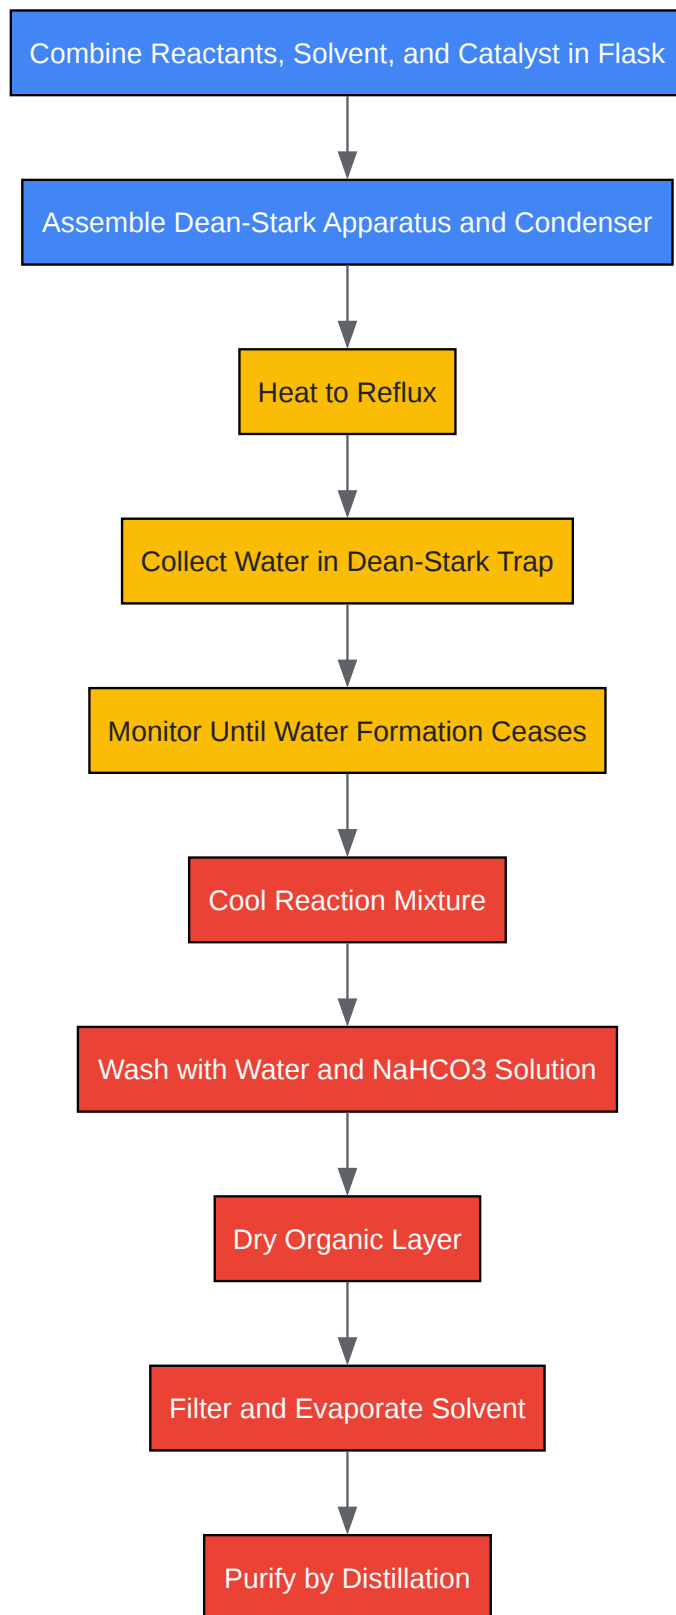 Combine Reactants, Solvent, and Catalyst in Flask
Assemble Dean-Stark Apparatus and Condenser
Heat to Reflux
Collect Water in Dean-Stark Trap
Monitor Until Water Formation Ceases
Cool Reaction Mixture
Wash with Water and NaHCO3 Solution
Dry Organic Layer
Filter and Evaporate Solvent
Purify by Distillation